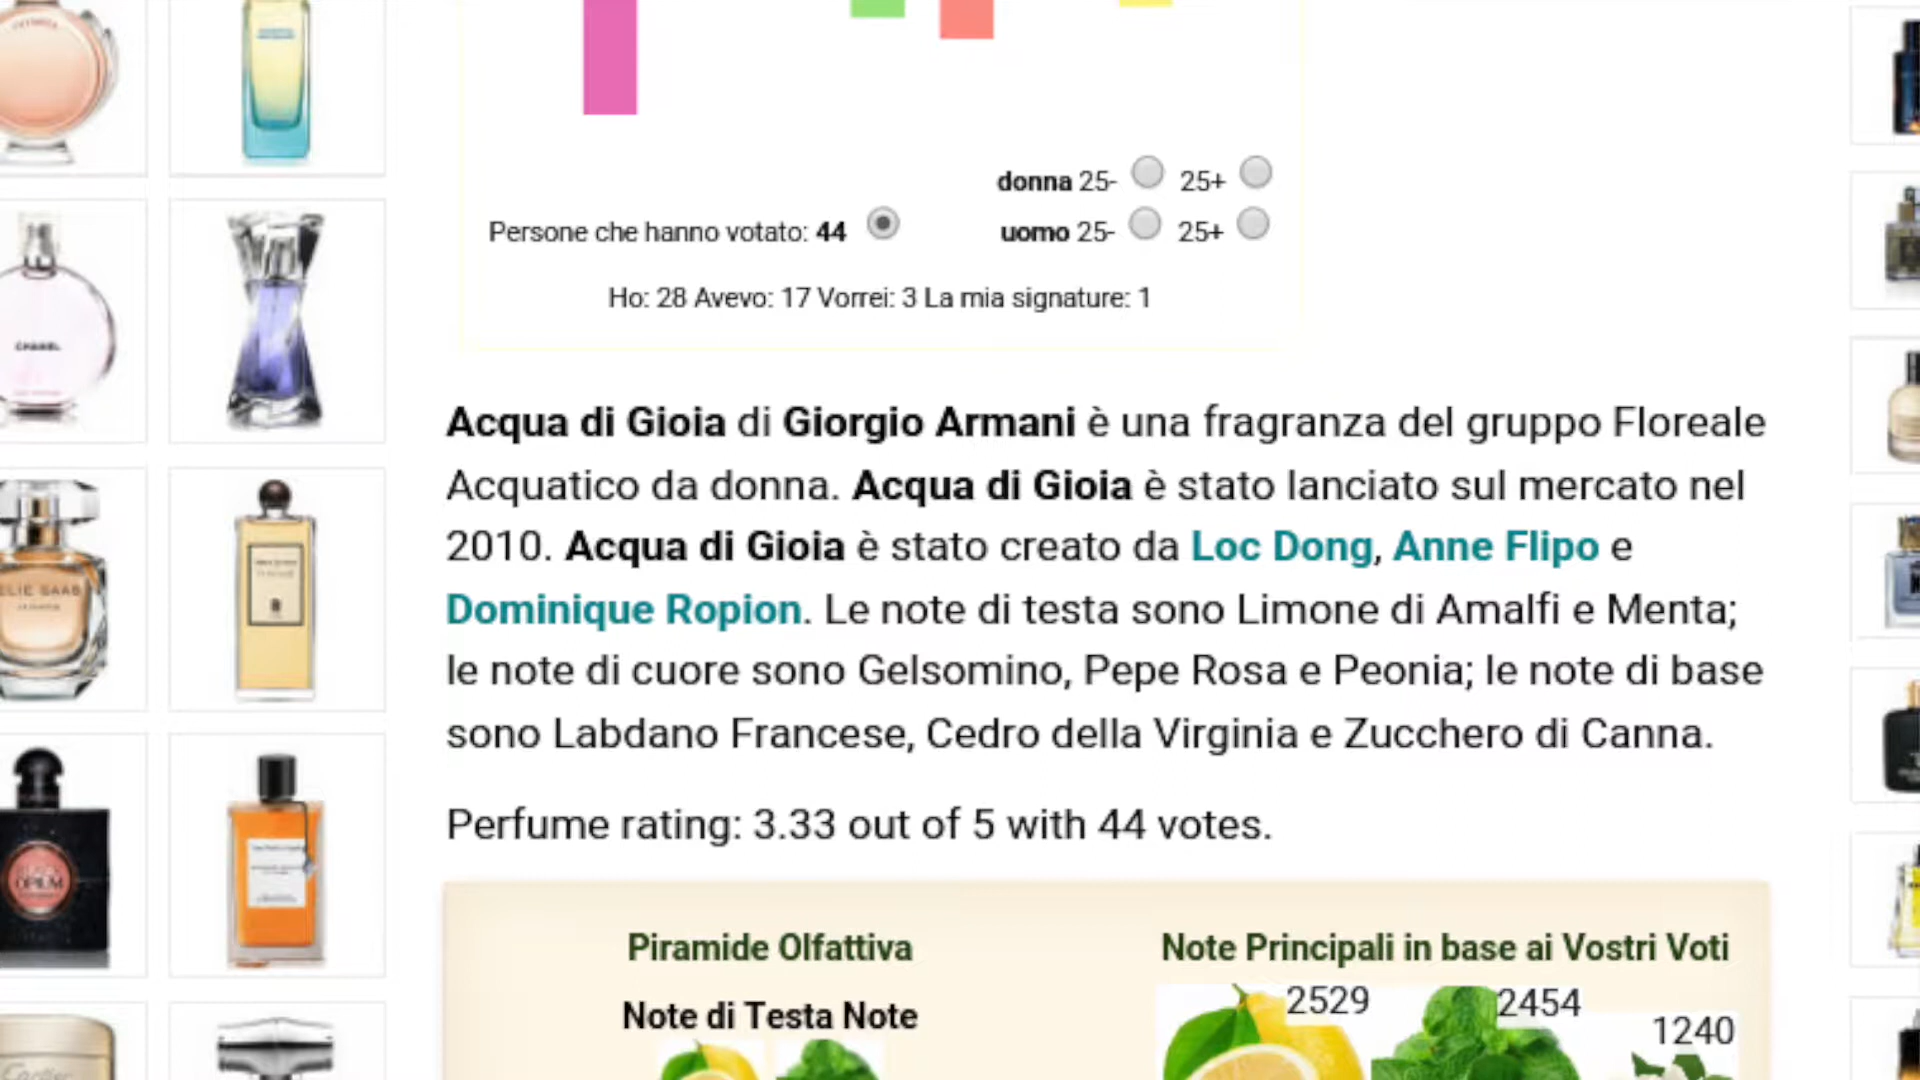 donna 25- 25+
Persone che hanno votato: 44 uomo 25- 25+
Ho: 28 Avevo: 17 Vorrei: 3 La mia signature: 1
CHANEL
Acqua di Gioia di Giorgio Armani è una fragranza del gruppo Floreale
Acquatico da donna. Acqua di Gioia è stato lanciato sul mercato nel
2010. Acqua di Gioia è stato creato da Loc Dong, Anne Flipo e
Dominique Ropion. Le note di testa sono Limone di Amalfi e Menta;
le note di cuore sono Gelsomino, Pepe Rosa e Peonia; le note di base
sono Labdano Francese, Cedro della Virginia e Zucchero di Canna.
ELIE SAAB
Perfume rating: 3.33 out of 5 with 44 votes.
OPIUM
Piramide Olfattiva
Note Principali in base ai Vostri Voti
Note di Testa Note
2529
2454
1240
Cartier